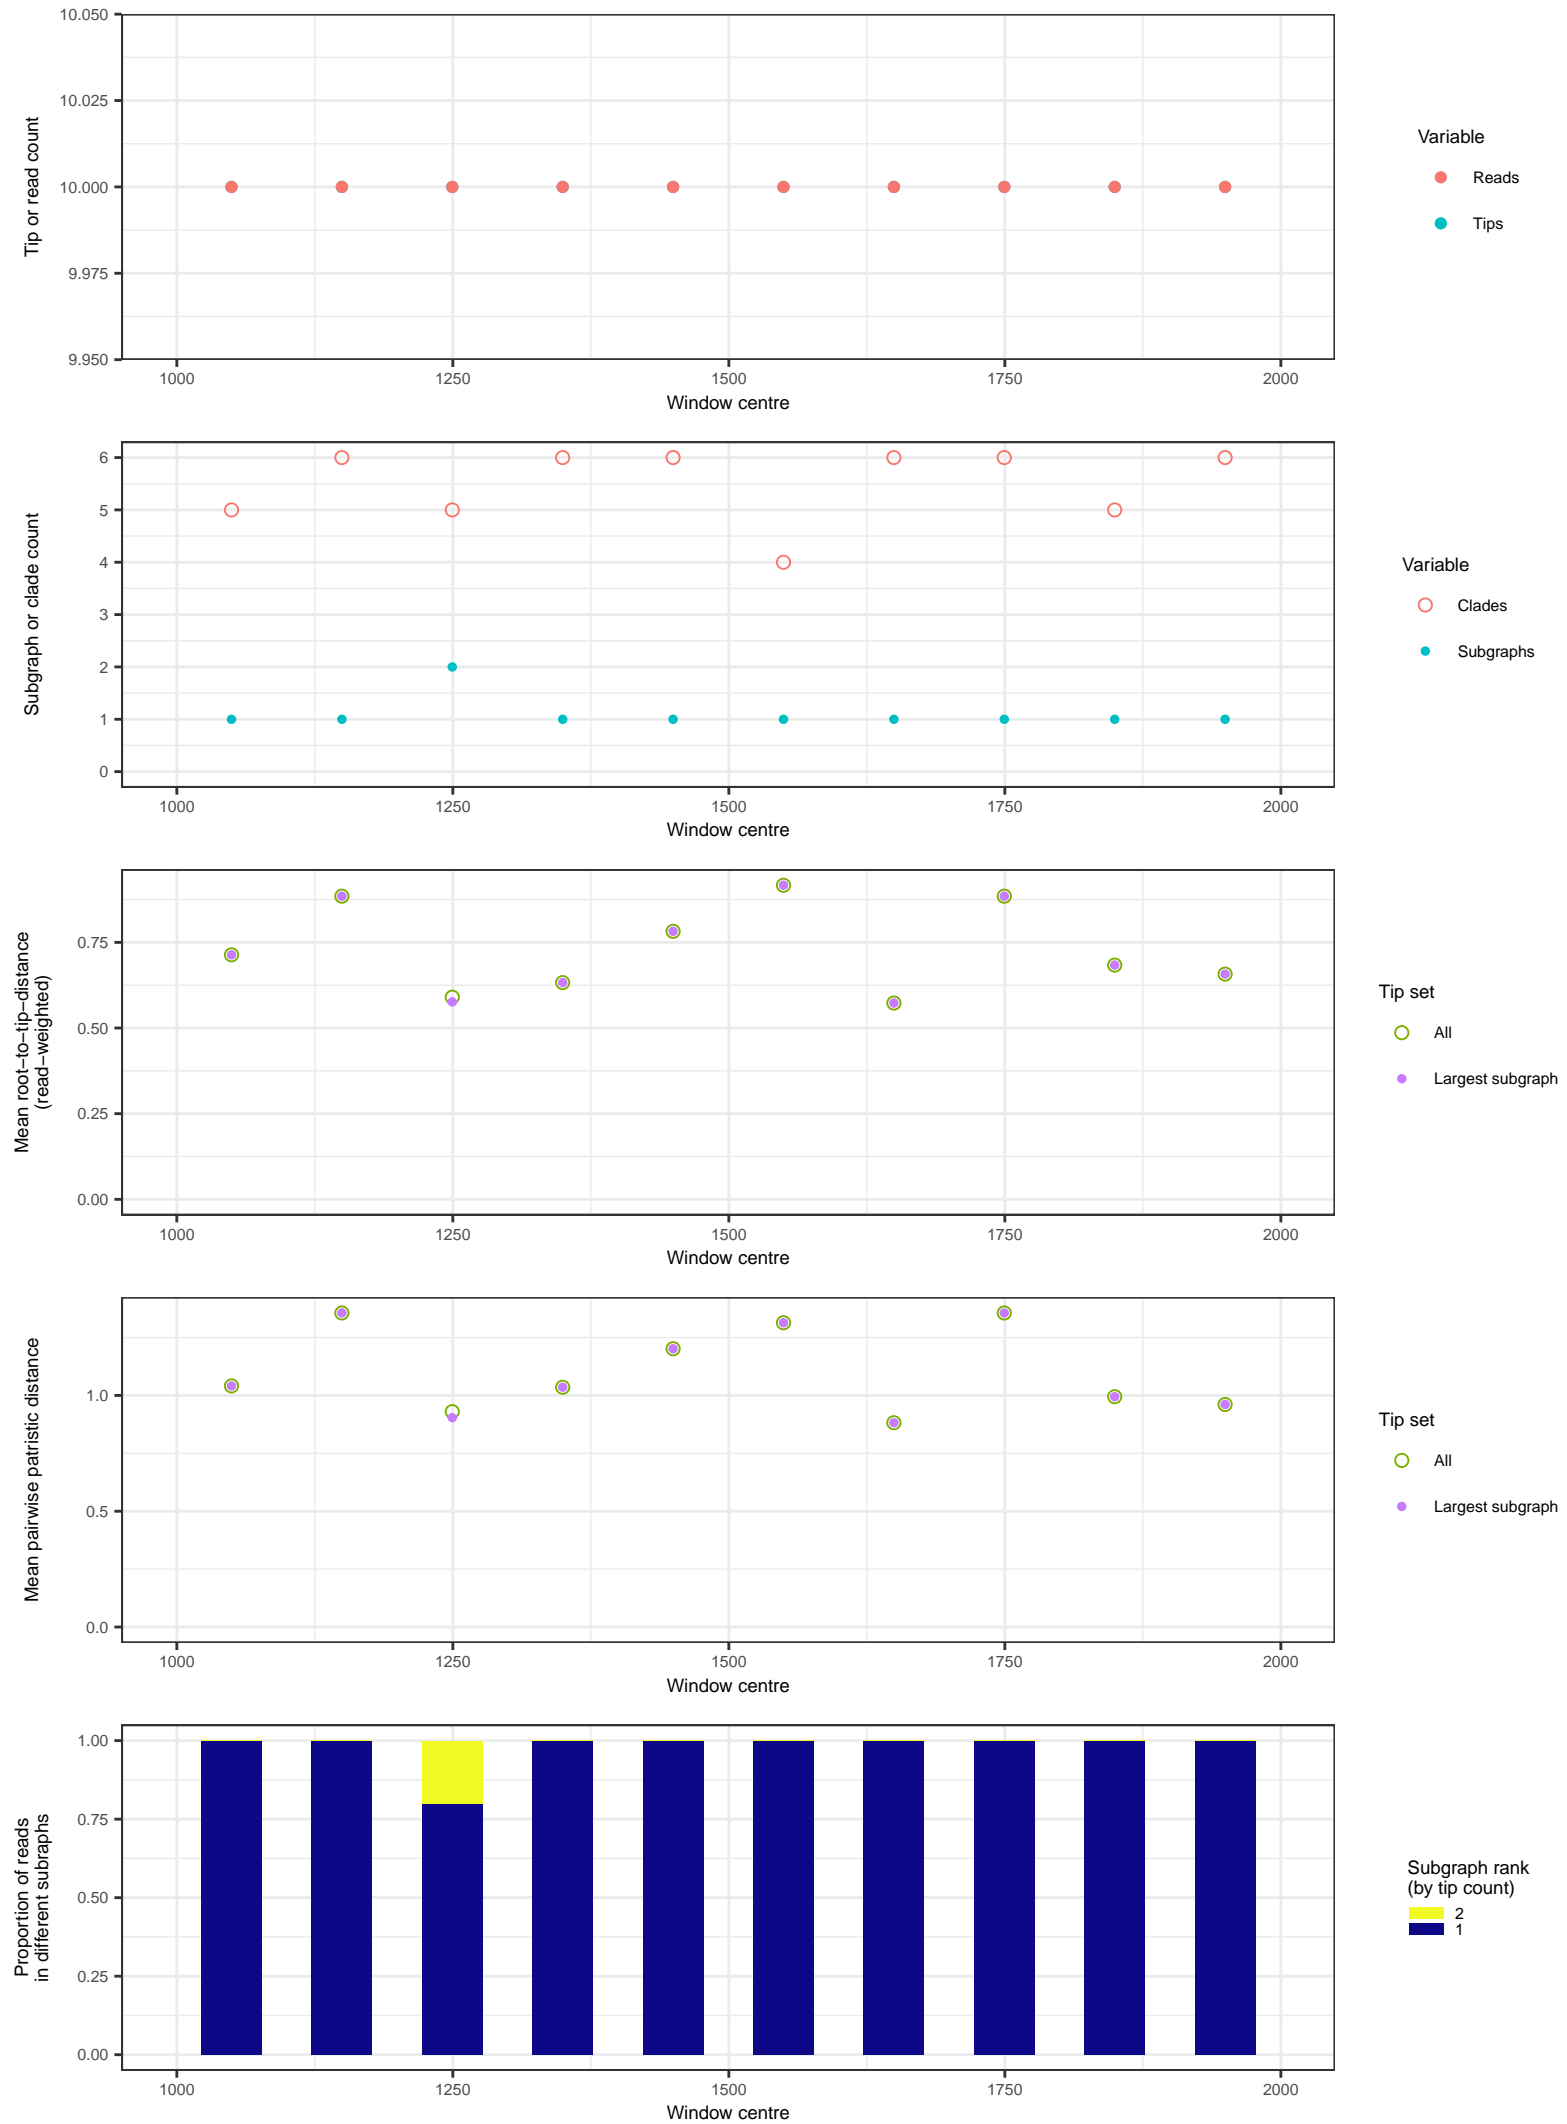 10.050
10.025
10.000
9.975
9.950
Tip or read count
1000 1250 1500 1750 2000
Window centre
Variable
Reads
Tips
6
5
4
3
2
1
0
Subgraph or clade count
1000 1250 1500 1750 2000
Window centre
Variable
Clades
Subgraphs
0.75
0.50
0.25
0.00
Mean root−to−tip−distance
(read−weighted)
1000 1250 1500 1750 2000
Window centre
Tip set
All
Largest subgraph
1.0
0.5
0.0
Mean pairwise patristic distance
1000 1250 1500 1750 2000
Window centre
Tip set
All
Largest subgraph
1.00
0.75
0.50
0.25
0.00
Proportion of reads
in different subraphs
1000 1250 1500 1750 2000
Window centre
Subgraph rank
(by tip count)
2
1